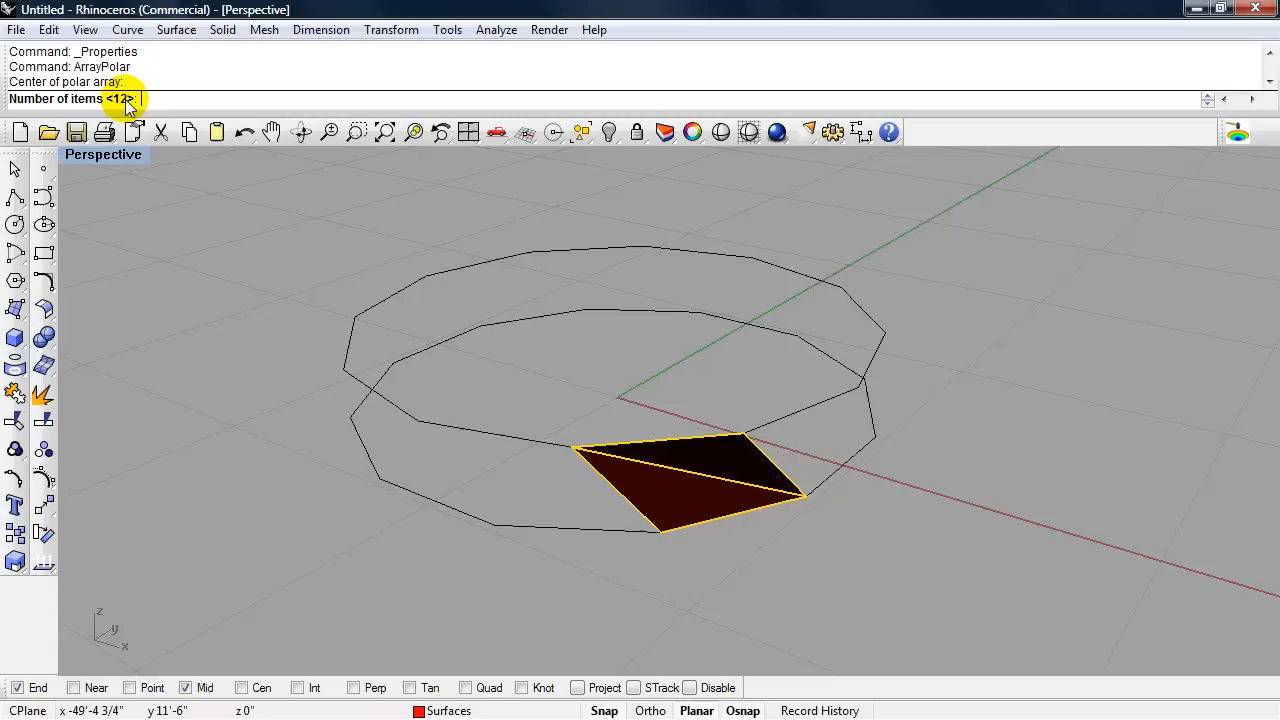 Untitled - Rhinoceros (Commercial) - [Perspective]
File Edit View Curve Surface Solid Mesh Dimension Transform Tools Analyze Render Help
Command: _Properties
Command: ArrayPolar
Center of polar array:
Number of items <12>:
Perspective
z
y
x
End Near Point Mid Cen Int Perp Tan Quad Knot Project STrack Disable
CPlane x -49'-4 3/4" y 11'-6" z 0" Surfaces Snap Ortho Planar Osnap Record History